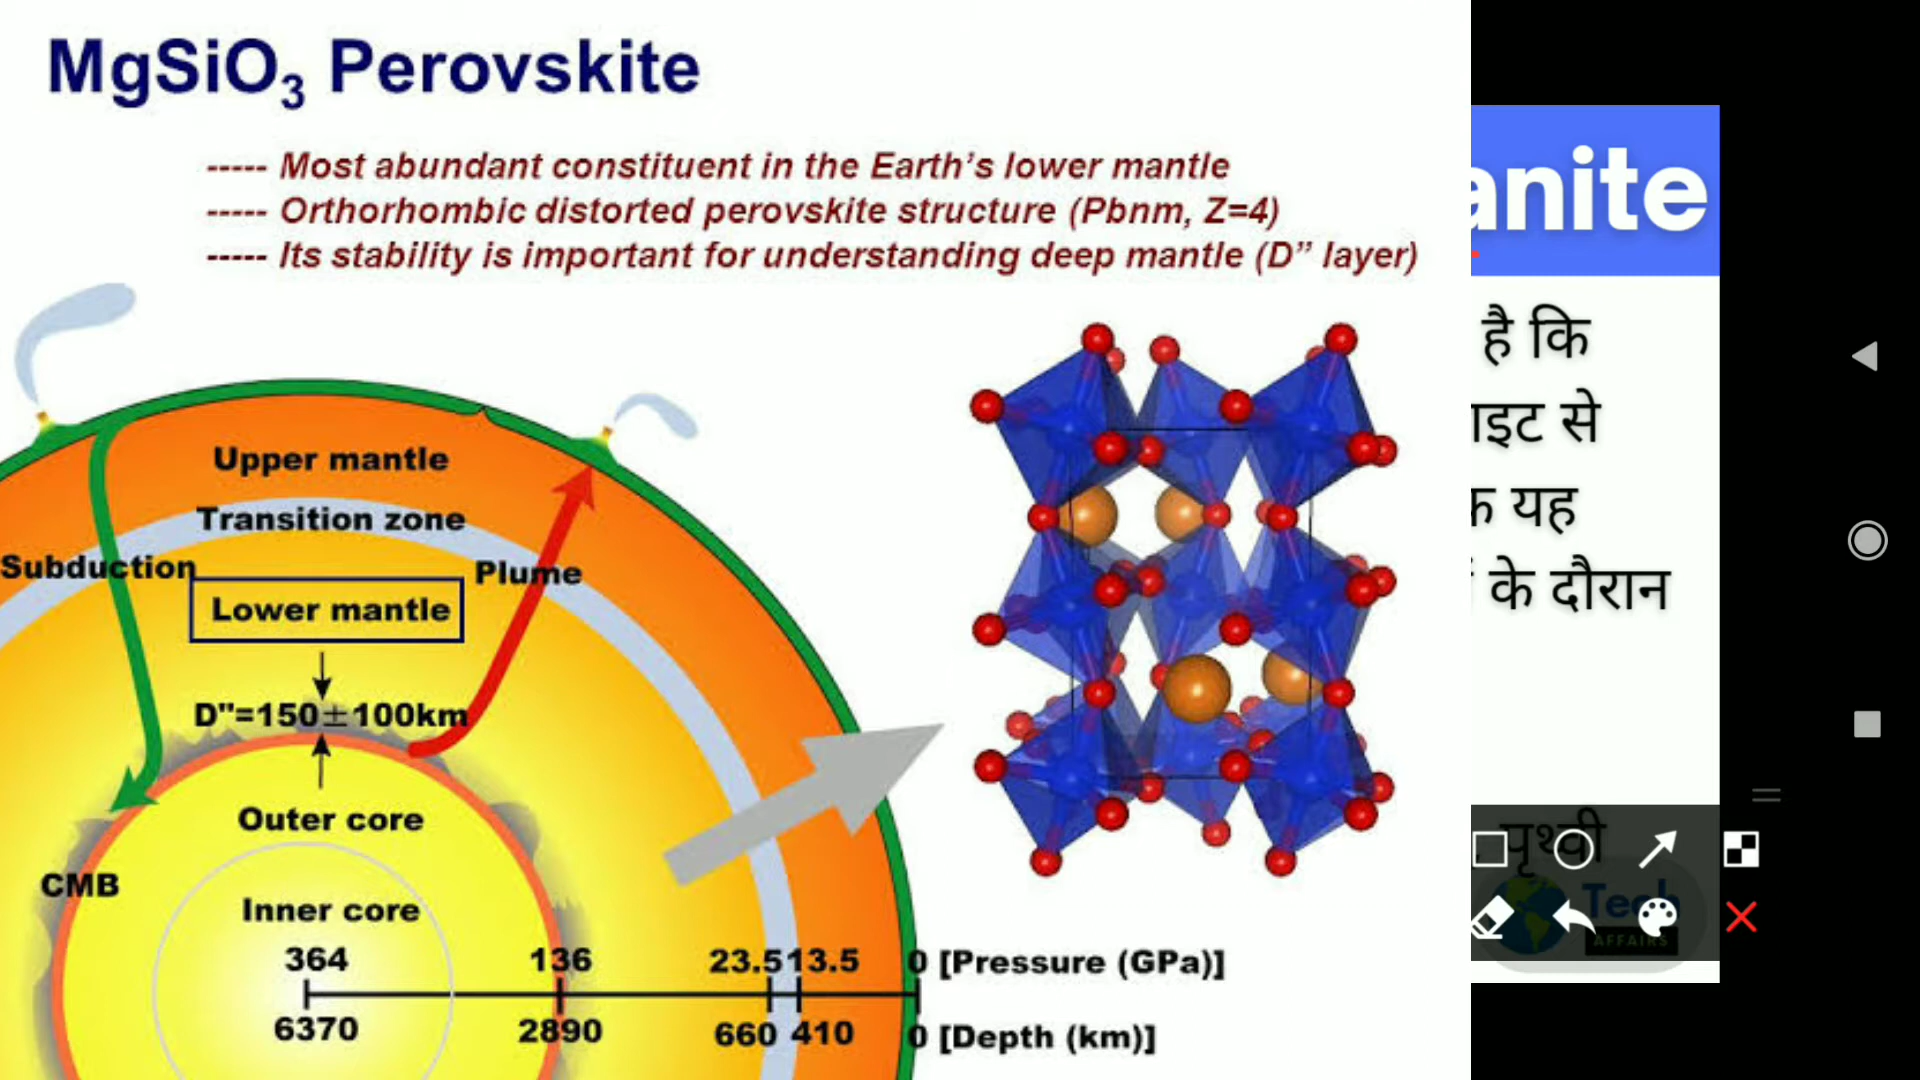 MgSiO3 Perovskite
----- Most abundant constituent in the Earth's lower mantle
----- Orthorhombic distorted perovskite structure (Pbnm, Z=4)
----- Its stability is important for understanding deep mantle (D” layer)
Upper mantle
Transition zone
Subduction
Plume
Lower mantle
D"=150±100km
Outer core
CMB
Inner core
364 136 23.5 13.5 0 [Pressure (GPa)]
6370 2890 660 410 0 [Depth (km)]
anite
है कि
इट से
यह
के दौरान
पृथ्वी
Tech
AFFAIRS